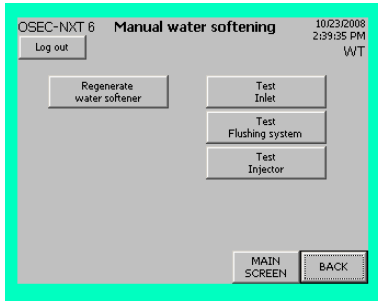 OSEC-NXT 6 Manual water softening 10/23/2008
2:39:35 PM
Log out
WT
Regenerate
water softener
Test
Inlet
Test
Flushing system
Test
Injector
MAIN
SCREEN
BACK